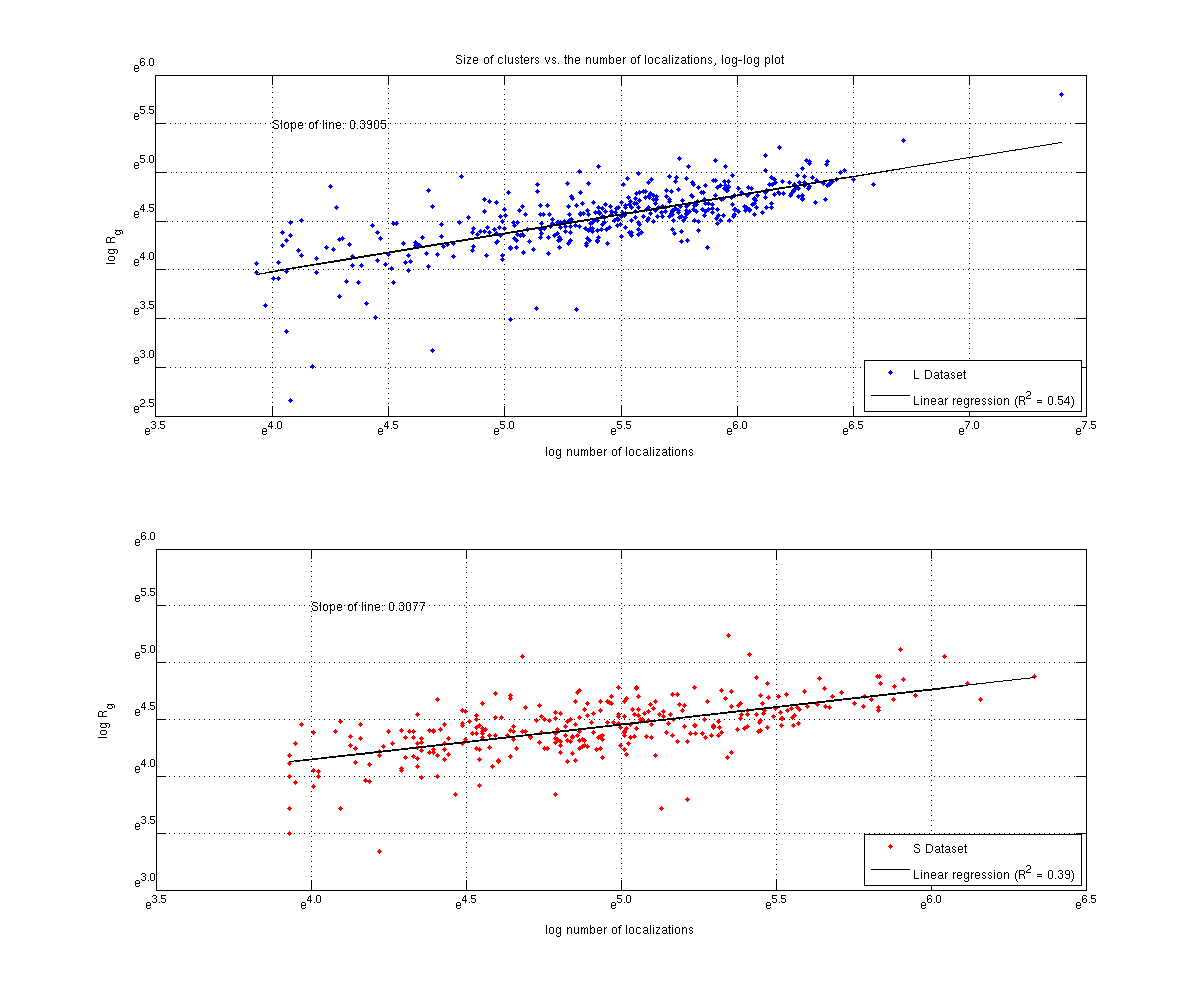 Size of clusters vs. the number of localizations, log-log plot
e6.0
e5.5
e5.0
e4.5
e4.0
e3.5
e3.0
e2.5
log Rg
Slope of line: 0.3905
L Dataset
Linear regression (R2 = 0.54)
e3.5 e4.0 e4.5 e5.0 e5.5 e6.0 e6.5 e7.0 e7.5
log number of localizations
e6.0
e5.5
e5.0
e4.5
e4.0
e3.5
e3.0
log Rg
Slope of line: 0.3077
S Dataset
Linear regression (R2 = 0.39)
e3.5 e4.0 e4.5 e5.0 e5.5 e6.0 e6.5
log number of localizations